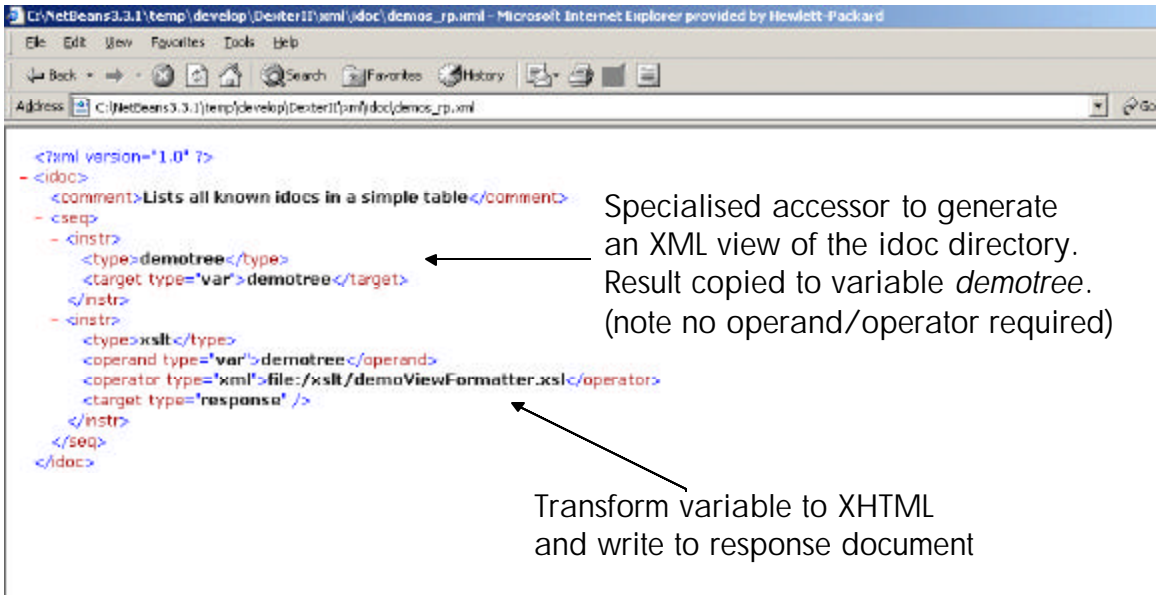 C:\NetBeans3.3.1\temp\develop\DexterII\xml\idoc\demos_rp.xml - Microsoft Internet Explorer provided by Hewlett-Packard
File Edit View Favorites Tools Help
Back Search Favorites History
Address C:\NetBeans3.3.1\temp\develop\DexterII\xml\idoc\demos_rp.xml Go
<?xml version="1.0" ?>
- <idoc>
<comment>Lists all known idocs in a simple table</comment>
- <seq>
- <instr>
<type>demotree</type>
<target type="var">demotree</target>
</instr>
- <instr>
<type>xslt</type>
<operand type="var">demotree</operand>
<operator type="xml">file:/xslt/demoViewFormatter.xsl</operator>
<target type="response" />
</instr>
</seq>
</idoc>
Specialised accessor to generate
an XML view of the idoc directory.
Result copied to variable demotree.
(note no operand/operator required)
Transform variable to XHTML
and write to response document